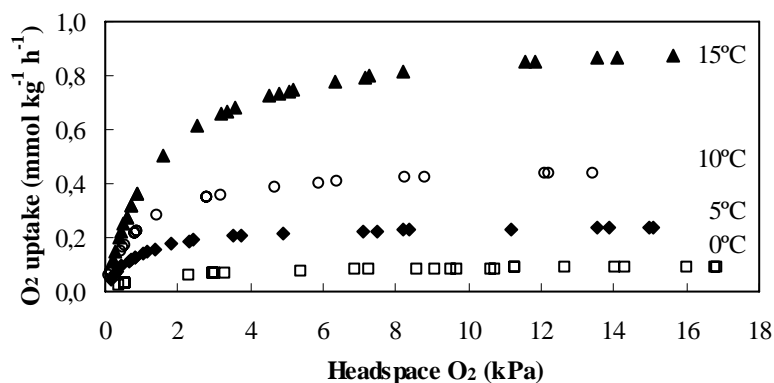 O₂ uptake (mmol kg⁻¹ h⁻¹)
1,0
0,8
0,6
0,4
0,2
0,0
15ºC
10ºC
5ºC
0ºC
0 2 4 6 8 10 12 14 16 18
Headspace O₂ (kPa)